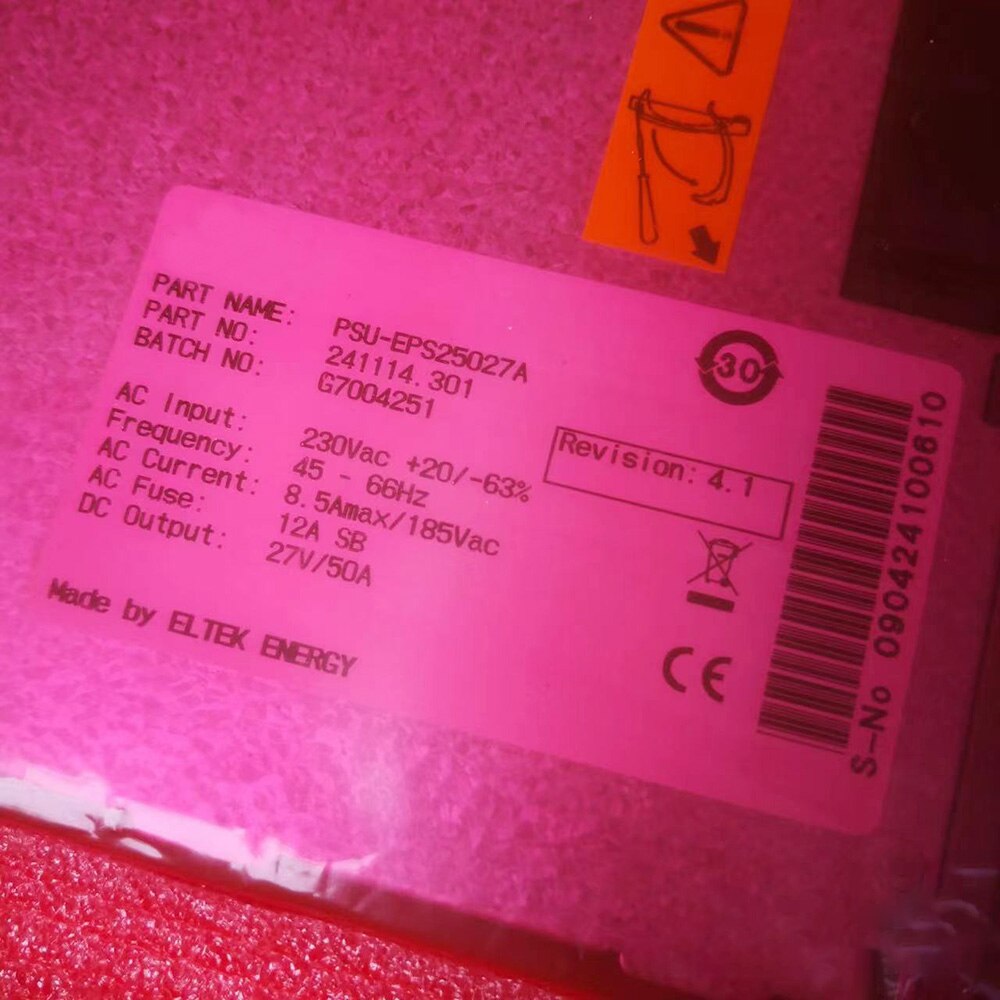 PART NAME: PSU-EPS25027A
PART NO: 241114.301
BATCH NO: G7004251
AC Input: 230Vac +20/-63%
Frequency: 45 - 66Hz
AC Current: 8.5Amax/185Vac
AC Fuse: 12A SB
DC Output: 27V/50A
Made by ELTEK ENERGY
30
Revision: 4.1
CE
S-No 090424100610